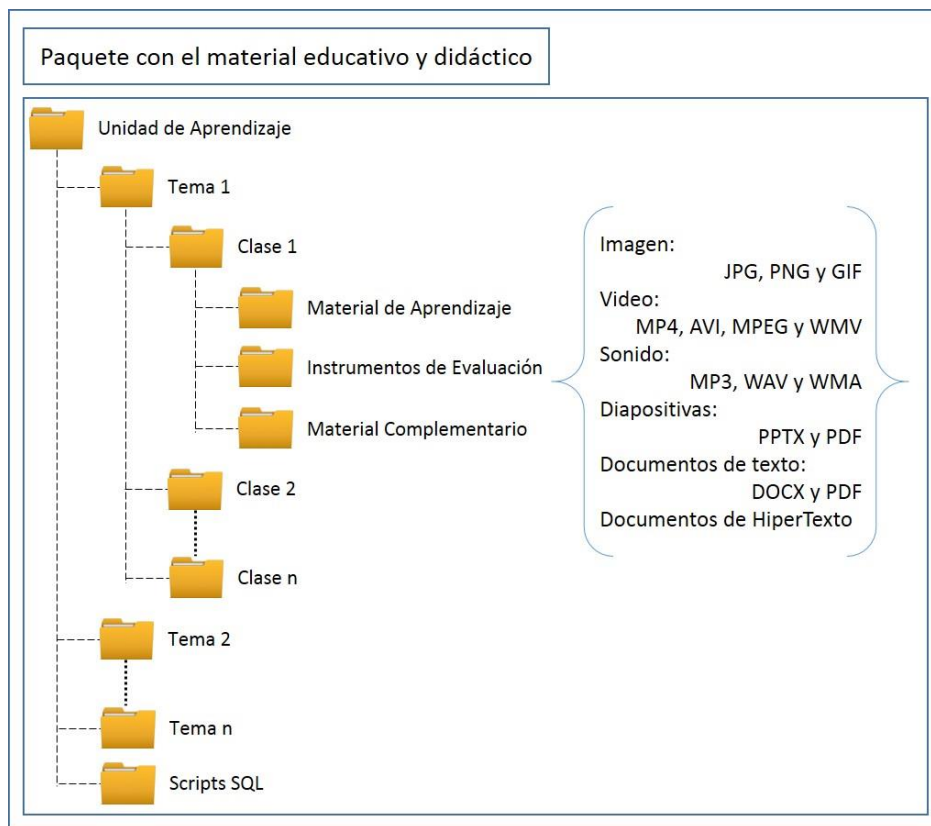 Paquete con el material educativo y didáctico
Unidad de Aprendizaje
Tema 1
Clase 1
Material de Aprendizaje
Instrumentos de Evaluación
Material Complementario
Clase 2
Clase n
Tema 2
Tema n
Scripts SQL
Imagen:
JPG, PNG y GIF
Video:
MP4, AVI, MPEG y WMV
Sonido:
MP3, WAV y WMA
Diapositivas:
PPTX y PDF
Documentos de texto:
DOCX y PDF
Documentos de HiperTexto